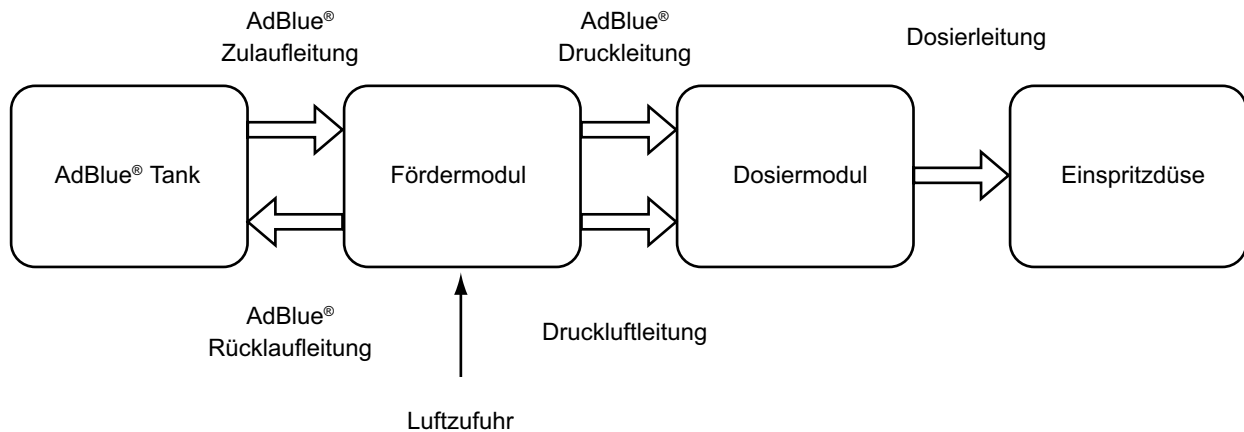 AdBlue®
Zulaufleitung
AdBlue®
Druckleitung
Dosierleitung
AdBlue® Tank
Fördermodul
Dosiermodul
Einspritzdüse
AdBlue®
Rücklaufleitung
Druckluftleitung
Luftzufuhr